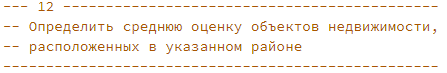 --- 12 ---------------------------------------------
-- Определить среднюю оценку объектов недвижимости,
-- расположенных в указанном районе
----------------------------------------------------